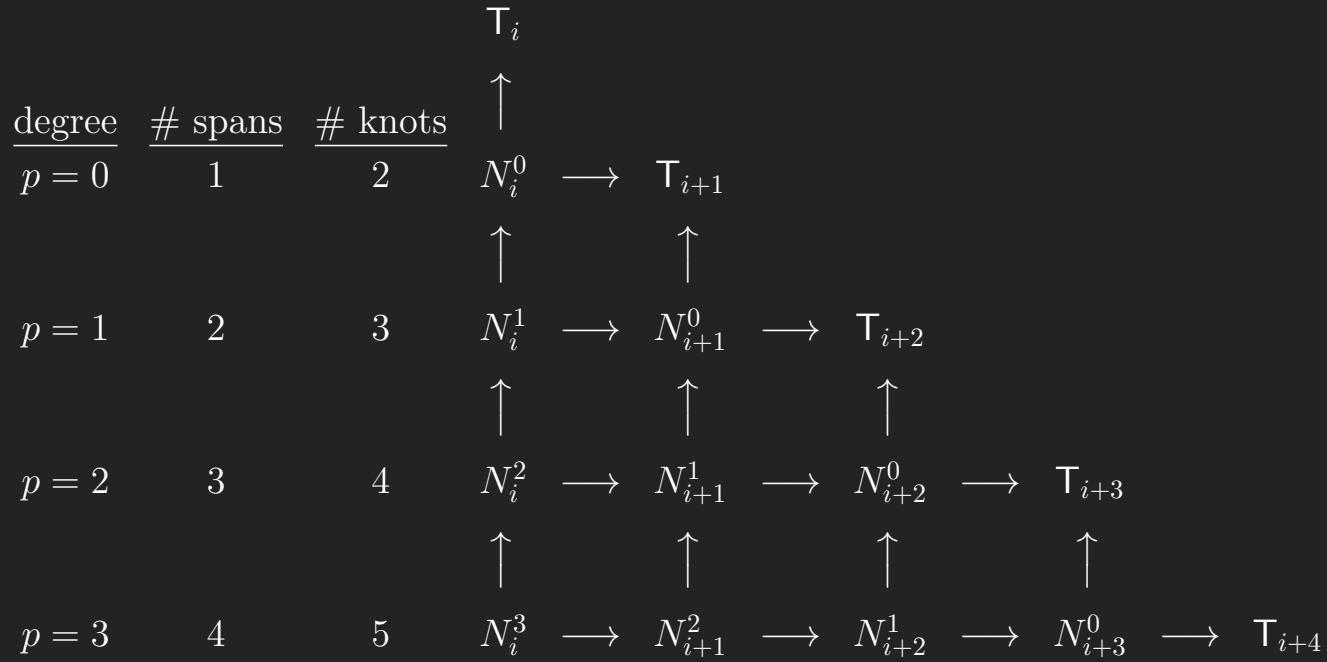 T_i
↑
degree # spans # knots
p = 0 1 2 N_i^0 ⟶ T_{i+1}
↑ ↑
p = 1 2 3 N_i^1 ⟶ N_{i+1}^0 ⟶ T_{i+2}
↑ ↑ ↑
p = 2 3 4 N_i^2 ⟶ N_{i+1}^1 ⟶ N_{i+2}^0 ⟶ T_{i+3}
↑ ↑ ↑ ↑
p = 3 4 5 N_i^3 ⟶ N_{i+1}^2 ⟶ N_{i+2}^1 ⟶ N_{i+3}^0 ⟶ T_{i+4}